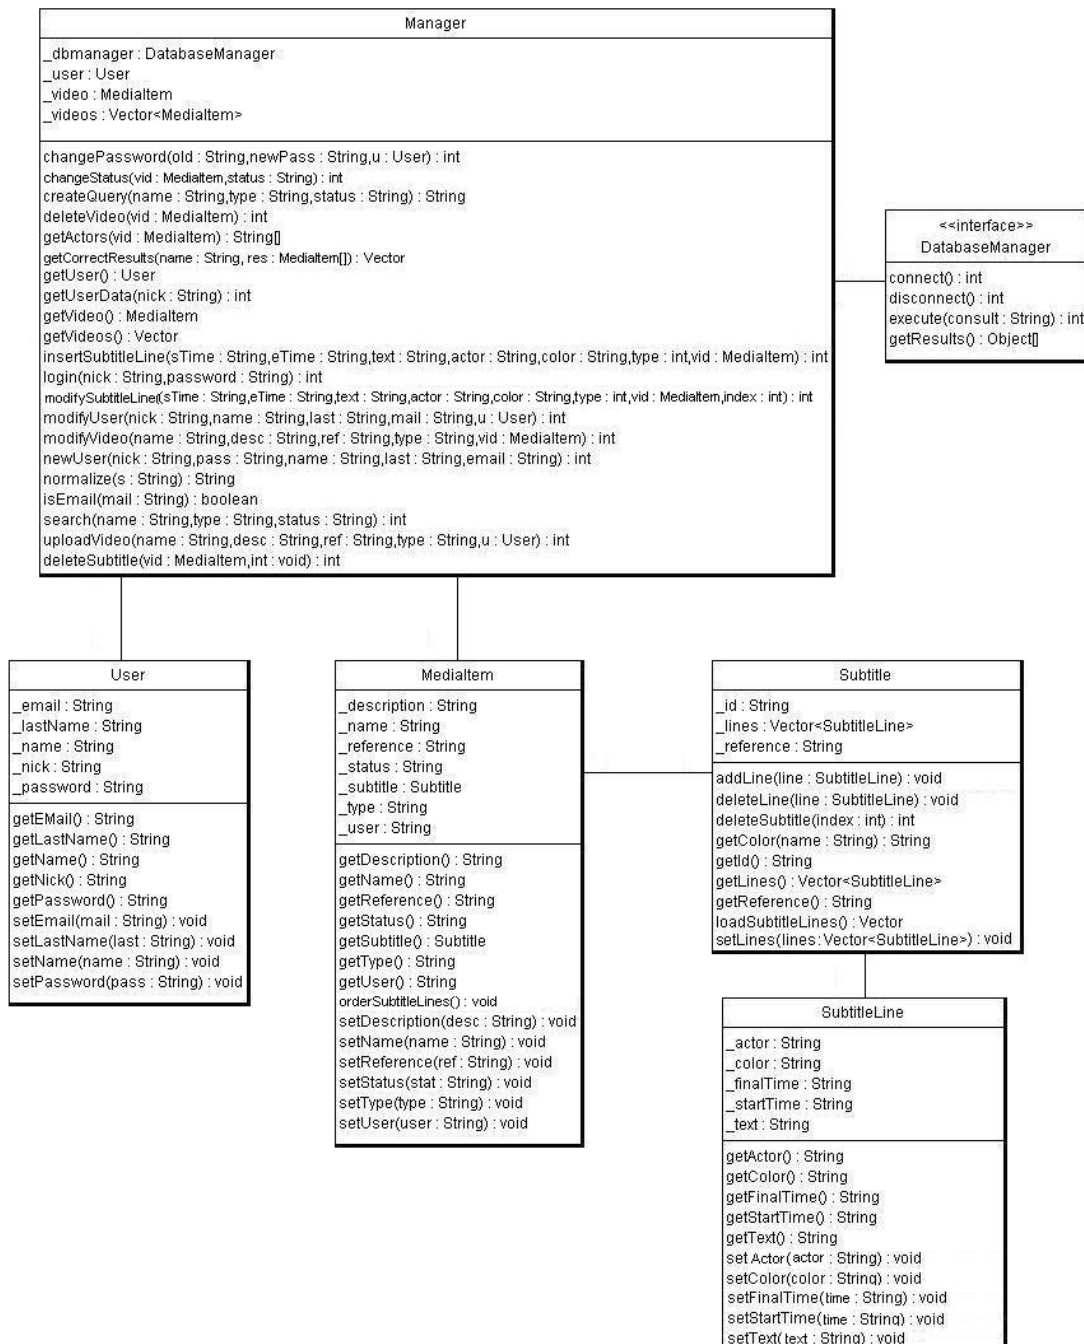 Manager
_dbmanager : DatabaseManager
_user : User
_video : MediaItem
_videos : Vector<MediaItem>
changePassword(old : String,newPass : String,u : User) : int
changeStatus(vid : MediaItem,status : String) : int
createQuery(name : String,type : String,status : String) : String
deleteVideo(vid : MediaItem) : int
getActors(vid : MediaItem) : String[]
getCorrectResults(name : String, res : MediaItem[]) : Vector
getUser() : User
getUserData(nick : String) : int
getVideo() : MediaItem
getVideos() : Vector
insertSubtitleLine(sTime : String,eTime : String,text : String,actor : String,color : String,type : int,vid : MediaItem) : int
login(nick : String,password : String) : int
modifySubtitleLine((sTime : String,eTime : String,text : String,actor : String,color : String,type : int,vid : MediaItem,index : int) : int
modifyUser(nick : String,name : String,last : String,mail : String,u : User) : int
modifyVideo(name : String,desc : String,ref : String,type : String,vid : MediaItem) : int
newUser(nick : String,pass : String,name : String,last : String,email : String) : int
normalize(s : String) : String
isEmail(mail : String) : boolean
search(name : String,type : String,status : String) : int
uploadVideo(name : String,desc : String,ref : String,type : String,u : User) : int
deleteSubtitle(vid : MediaItem,int : void) : int
<<interface>>
DatabaseManager
connect() : int
disconnect() : int
execute(consult : String) : int
getResults() : Object[]
User
_email : String
_lastName : String
_name : String
_nick : String
_password : String
getEMail() : String
getLastName() : String
getName() : String
getNick() : String
getPassword() : String
setEmail(mail : String) : void
setLastName(last : String) : void
setName(name : String) : void
setPassword(pass : String) : void
MediaItem
_description : String
_name : String
_reference : String
_status : String
_subtitle : Subtitle
_type : String
_user : String
getDescription() : String
getName() : String
getReference() : String
getStatus() : String
getSubtitle() : Subtitle
getType() : String
getUser() : String
orderSubtitleLines() : void
setDescription(desc : String) : void
setName(name : String) : void
setReference(ref : String) : void
setStatus(stat : String) : void
setType(type : String) : void
setUser(user : String) : void
Subtitle
_id : String
_lines : Vector<SubtitleLine>
_reference : String
addLine(line : SubtitleLine) : void
deleteLine(line : SubtitleLine) : void
deleteSubtitle(index : int) : int
getColor(name : String) : String
getId() : String
getLines() : Vector<SubtitleLine>
getReference() : String
loadSubtitleLines() : Vector
setLines(lines:Vector<SubtitleLine>) : void
SubtitleLine
_actor : String
_color : String
_finalTime : String
_startTime : String
_text : String
getActor() : String
getColor() : String
getFinalTime() : String
getStartTime() : String
getText() : String
set Actor(actor : String) : void
setColor(color : String) : void
setFinalTime(time : String) : void
setStartTime(time : String) : void
setText( text : String) : void